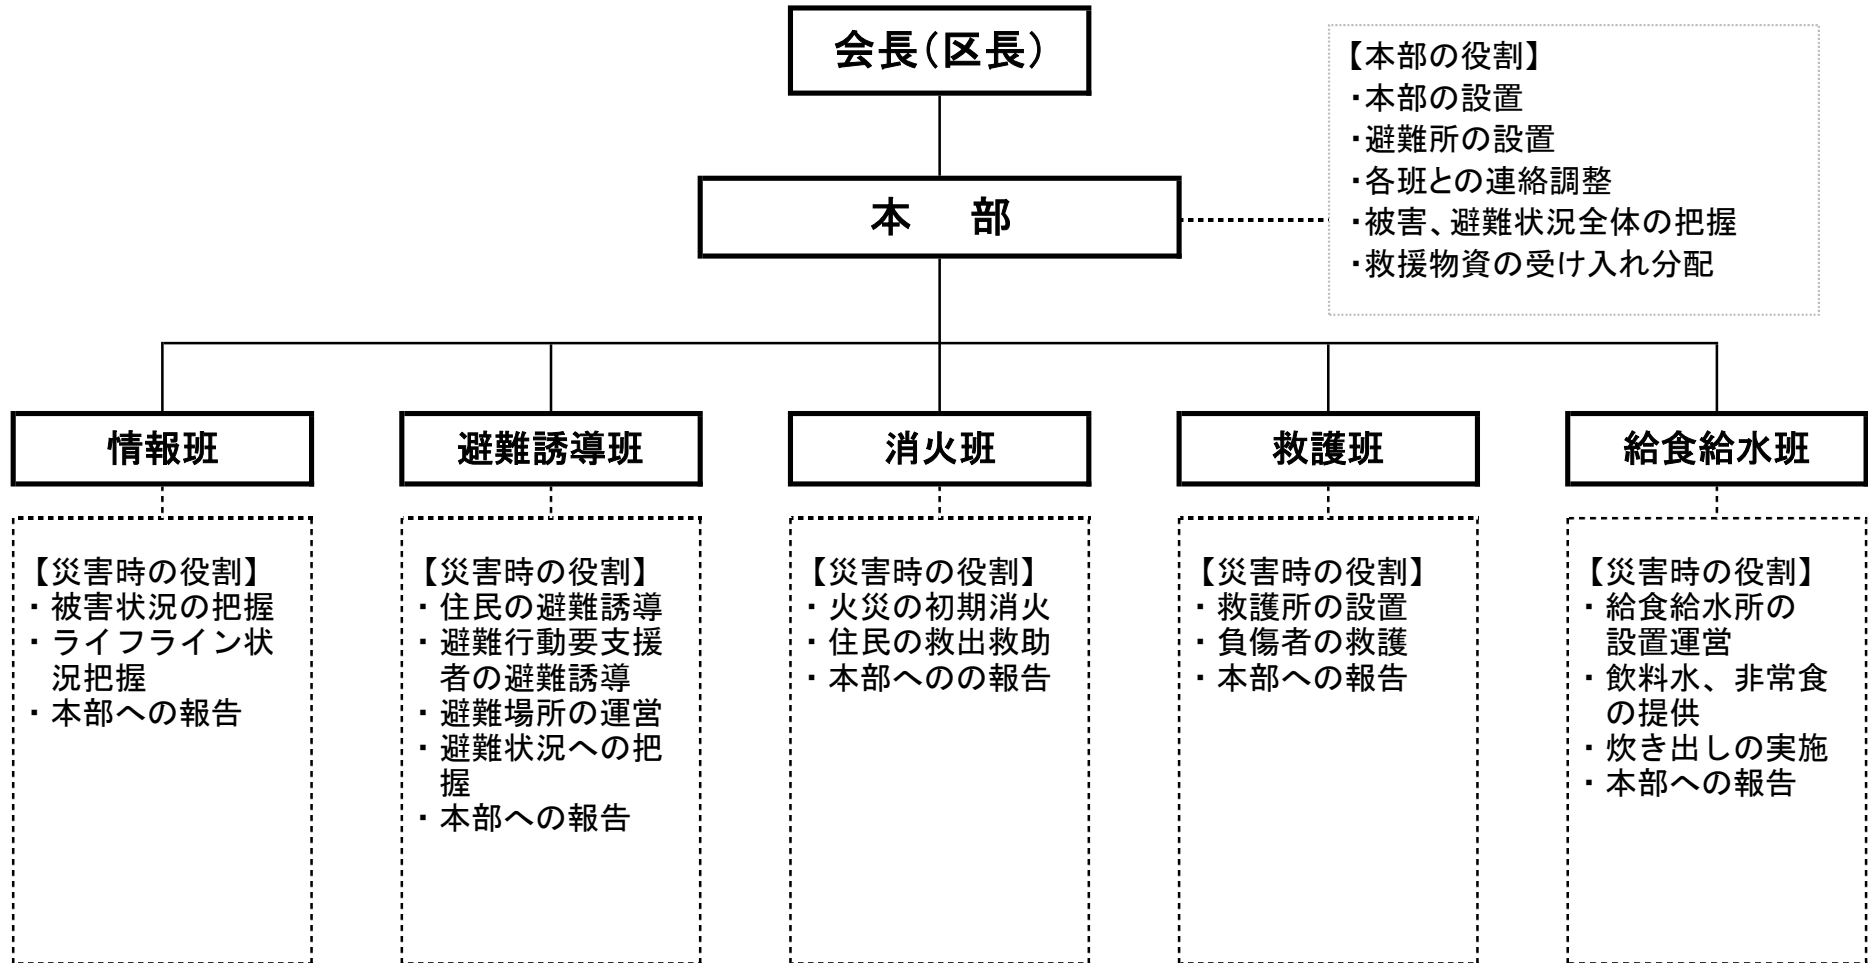 会長（区長）
【本部の役割】
・本部の設置
・避難所の設置
・各班との連絡調整
・被害、避難状況全体の把握
・救援物資の受け入れ分配
本　部
情報班
避難誘導班
消火班
救護班
給食給水班
【災害時の役割】
・被害状況の把握
・ライフライン状
況把握
・本部への報告
【災害時の役割】
・住民の避難誘導
・避難行動要支援
者の避難誘導
・避難場所の運営
・避難状況への把
握
・本部への報告
【災害時の役割】
・火災の初期消火
・住民の救出救助
・本部へのの報告
【災害時の役割】
・救護所の設置
・負傷者の救護
・本部への報告
【災害時の役割】
・給食給水所の
設置運営
・飲料水、非常食
の提供
・炊き出しの実施
・本部への報告